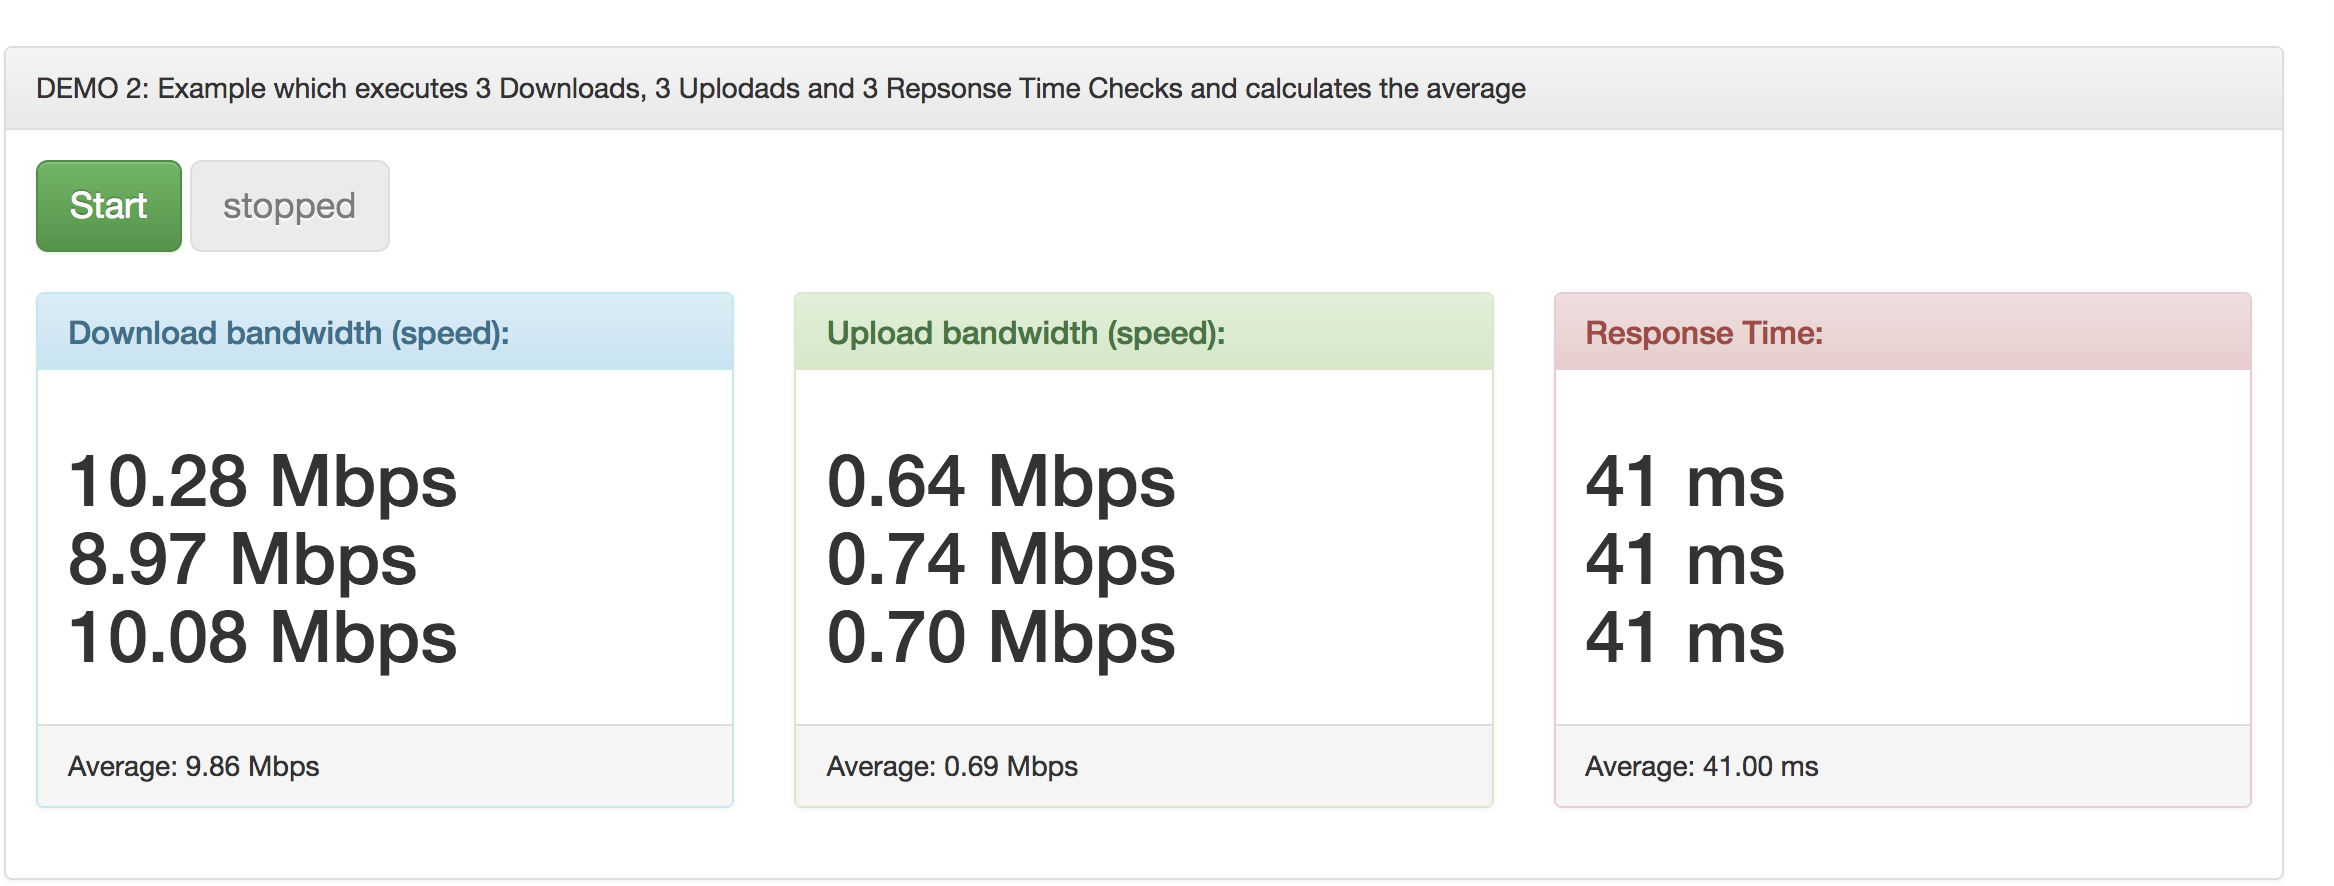 DEMO 2: Example which executes 3 Downloads, 3 Uplodads and 3 Repsonse Time Checks and calculates the average
Start
stopped
Download bandwidth (speed):
10.28 Mbps
8.97 Mbps
10.08 Mbps
Average: 9.86 Mbps
Upload bandwidth (speed):
0.64 Mbps
0.74 Mbps
0.70 Mbps
Average: 0.69 Mbps
Response Time:
41 ms
41 ms
41 ms
Average: 41.00 ms